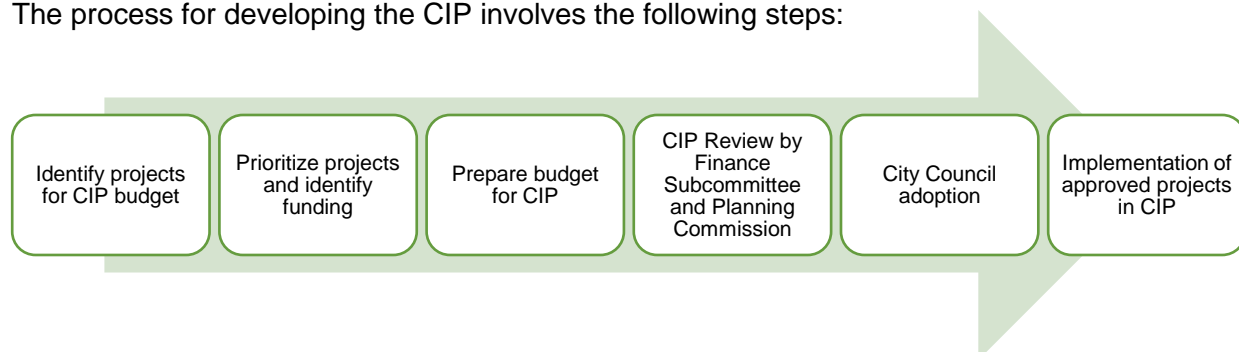 The process for developing the CIP involves the following steps:
Identify projects
for CIP budget
Prioritize projects
and identify
funding
Prepare budget
for CIP
CIP Review by
Finance
Subcommittee
and Planning
Commission
City Council
adoption
Implementation of
approved projects
in CIP